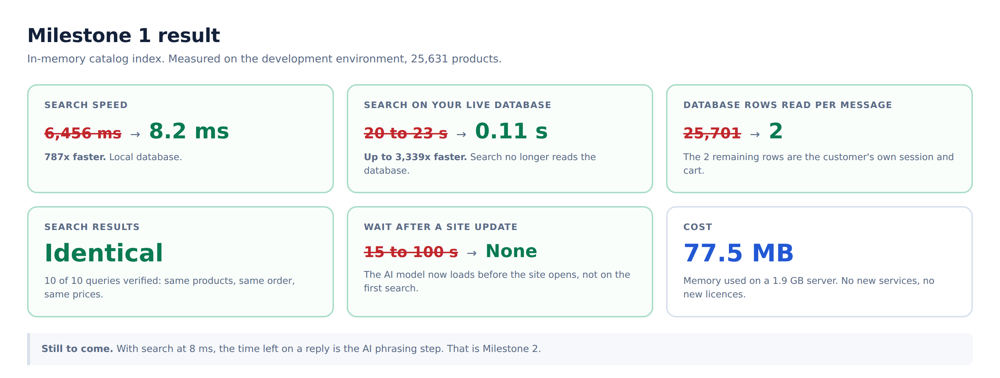 Milestone 1 result
In-memory catalog index. Measured on the development environment, 25,631 products.
SEARCH SPEED
6,456 ms → 8.2 ms
787x faster. Local database.
SEARCH ON YOUR LIVE DATABASE
20 to 23 s → 0.11 s
Up to 3,339x faster. Search no longer reads the
database.
DATABASE ROWS READ PER MESSAGE
25,701 → 2
The 2 remaining rows are the customer's own session and
cart.
SEARCH RESULTS
Identical
10 of 10 queries verified: same products, same order,
same prices.
WAIT AFTER A SITE UPDATE
15 to 100 s → None
The AI model now loads before the site opens, not on the
first search.
COST
77.5 MB
Memory used on a 1.9 GB server. No new services, no
new licences.
Still to come. With search at 8 ms, the time left on a reply is the AI phrasing step. That is Milestone 2.